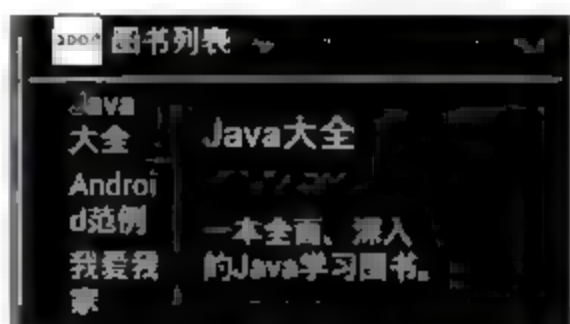 图书列表
Java
大全
Androi
d范例
我爱我
家
Java大全
一本全面、深入
的Java学习图书。